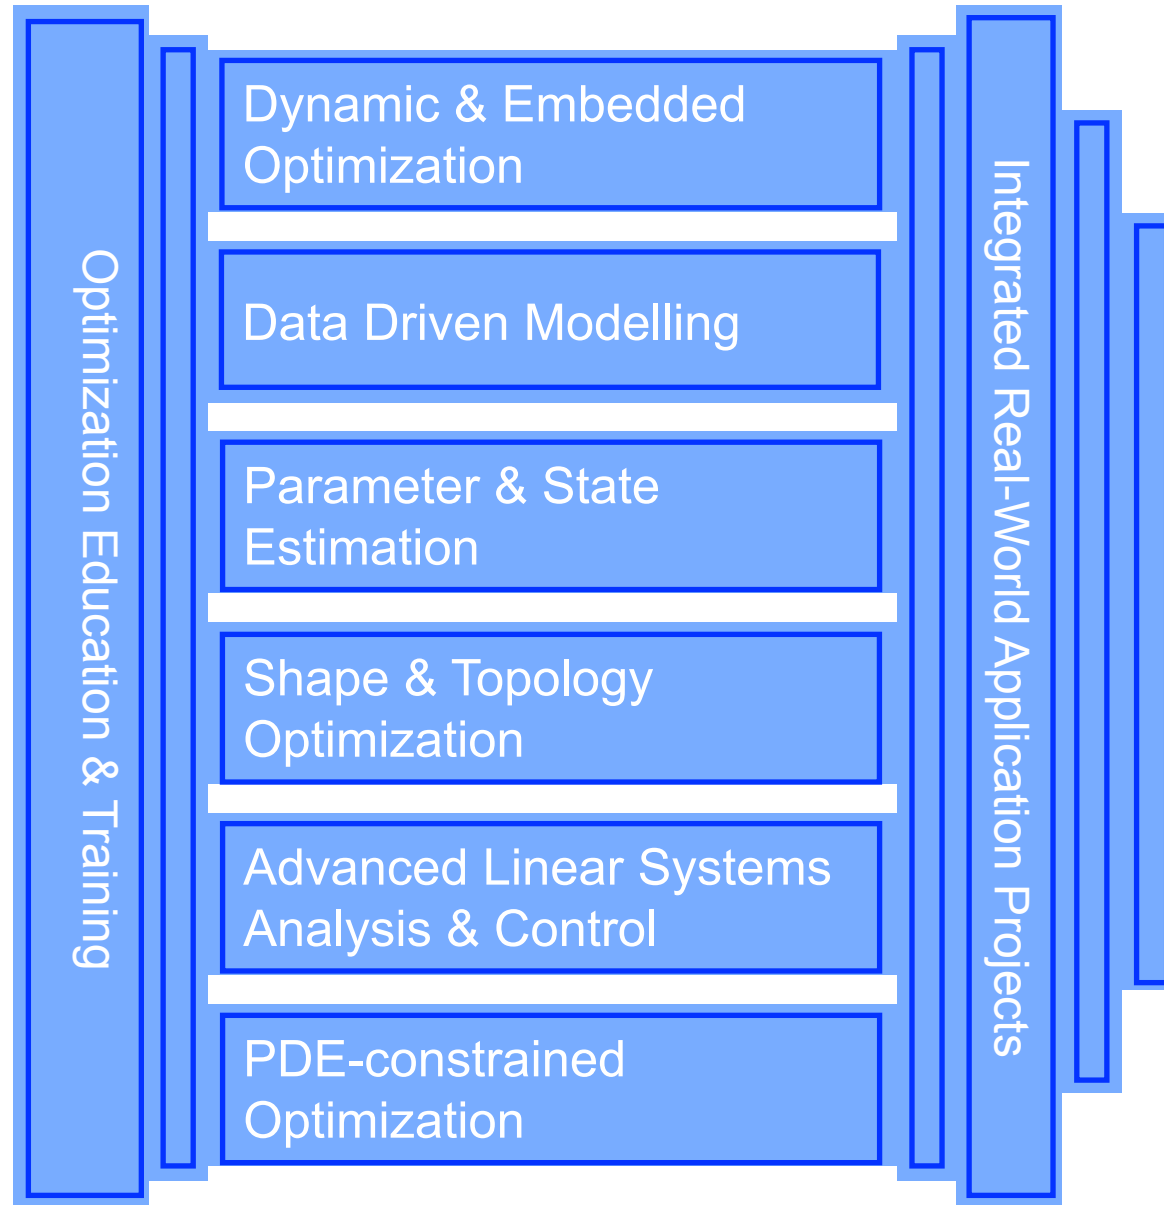 Optimization Education & Training
Dynamic & Embedded
Optimization
Data Driven Modelling
Parameter & State
Estimation
Shape & Topology
Optimization
Advanced Linear Systems
Analysis & Control
PDE-constrained
Optimization
Integrated Real-World Application Projects